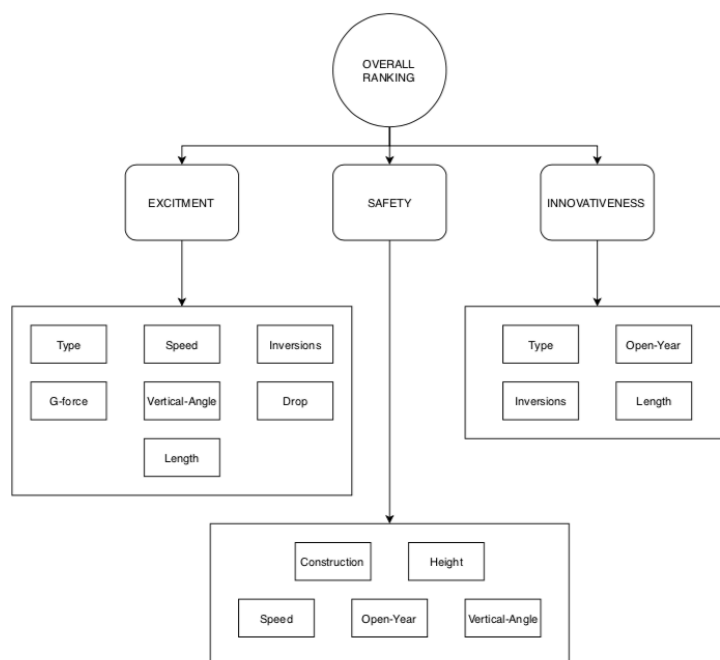 OVERALL
RANKING
EXCITMENT
SAFETY
INNOVATIVENESS
Type
Speed
Inversions
G-force
Vertical-Angle
Drop
Length
Type
Open-Year
Inversions
Length
Construction
Height
Speed
Open-Year
Vertical-Angle